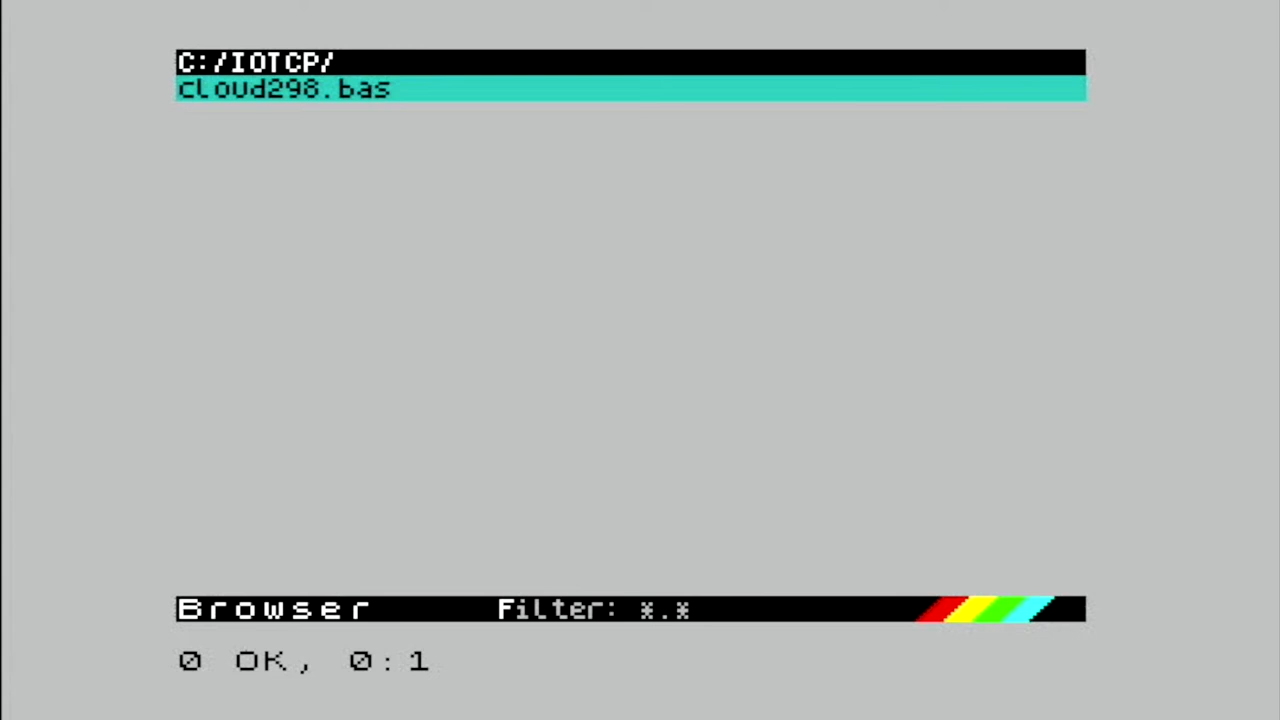 C:/IOTCP/
cloud298.bas
Browser Filter: *.*
0 OK, 0:1